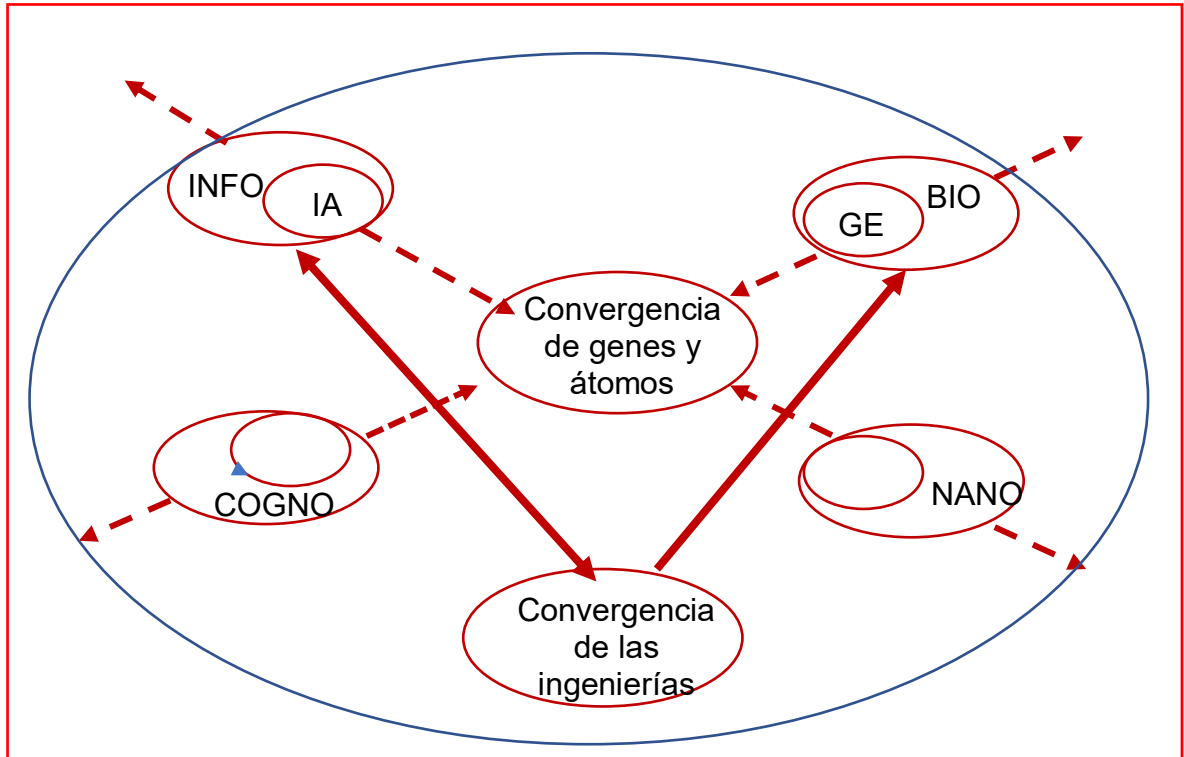 INFO
IA
BIO
GE
Convergencia
de genes y
átomos
COGNO
NANO
Convergencia
de las
ingenierías